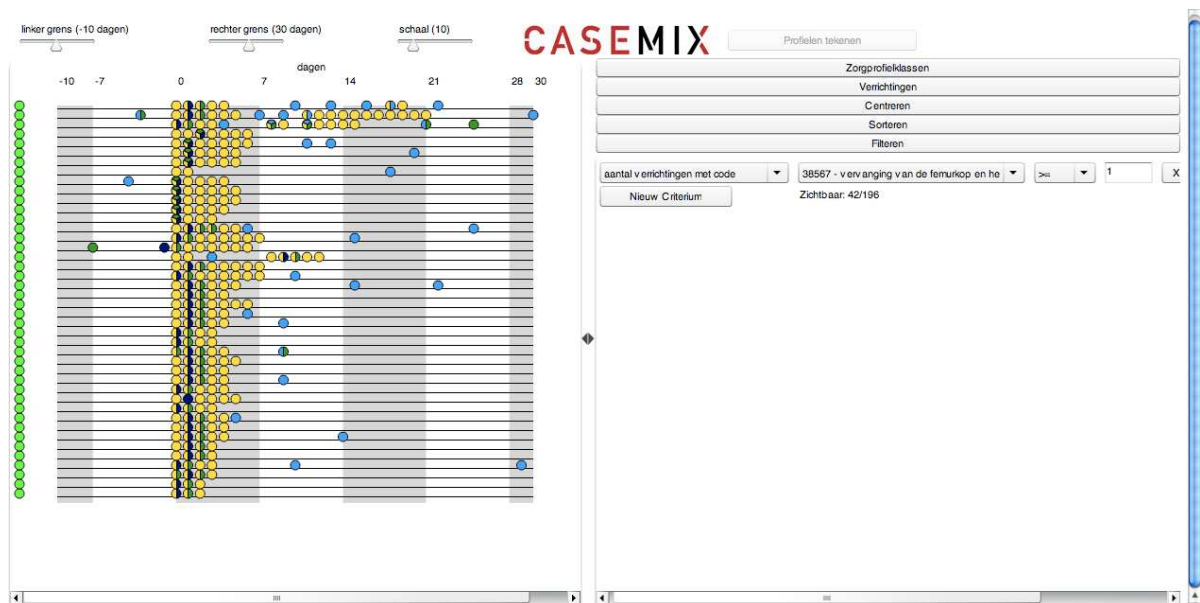 linker grens (-10 dagen) rechter grens (30 dagen) schaal (10)
CASEMIX
Profielen tekenen
dagen
-10 -7 0 7 14 21 28 30
Zorgprofielklassen
Verrichtingen
Centreren
Sorteren
Filteren
aantal verrichtingen met code 38567 - vervanging van de femurkop en he >= 1 X
Nieuw Criterium Zichtbaar: 42/196